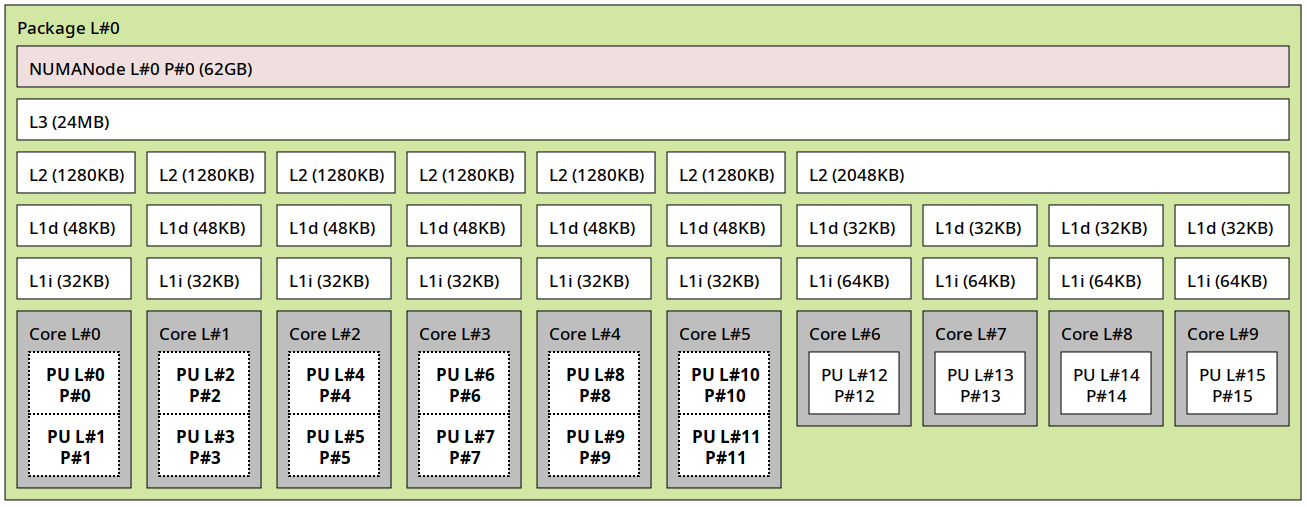 Package L#0
NUMANode L#0 P#0 (62GB)
L3 (24MB)
L2 (1280KB) L2 (1280KB) L2 (1280KB) L2 (1280KB) L2 (1280KB) L2 (1280KB) L2 (2048KB)
L1d (48KB) L1d (48KB) L1d (48KB) L1d (48KB) L1d (48KB) L1d (48KB) L1d (32KB) L1d (32KB) L1d (32KB) L1d (32KB)
L1i (32KB) L1i (32KB) L1i (32KB) L1i (32KB) L1i (32KB) L1i (32KB) L1i (64KB) L1i (64KB) L1i (64KB) L1i (64KB)
Core L#0 Core L#1 Core L#2 Core L#3 Core L#4 Core L#5 Core L#6 Core L#7 Core L#8 Core L#9
PU L#0 PU L#2 PU L#4 PU L#6 PU L#8 PU L#10 PU L#12 PU L#13 PU L#14 PU L#15
P#0 P#2 P#4 P#6 P#8 P#10 P#12 P#13 P#14 P#15
PU L#1 PU L#3 PU L#5 PU L#7 PU L#9 PU L#11
P#1 P#3 P#5 P#7 P#9 P#11